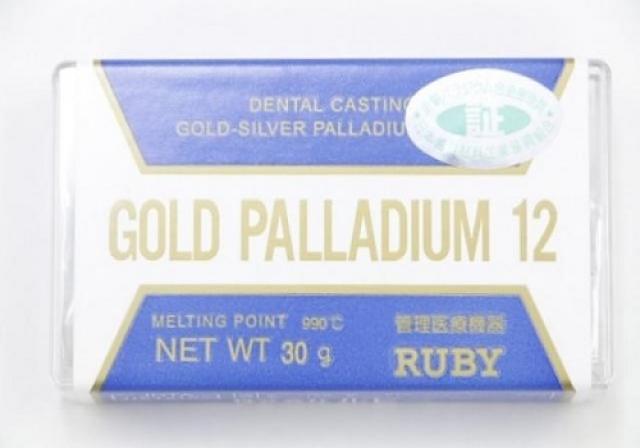 DENTAL CASTING
GOLD-SILVER PALLADIU
証
GOLD PALLADIUM 12
MELTING POINT 990℃
NET WT 30 g
管理医療機器
RUBY